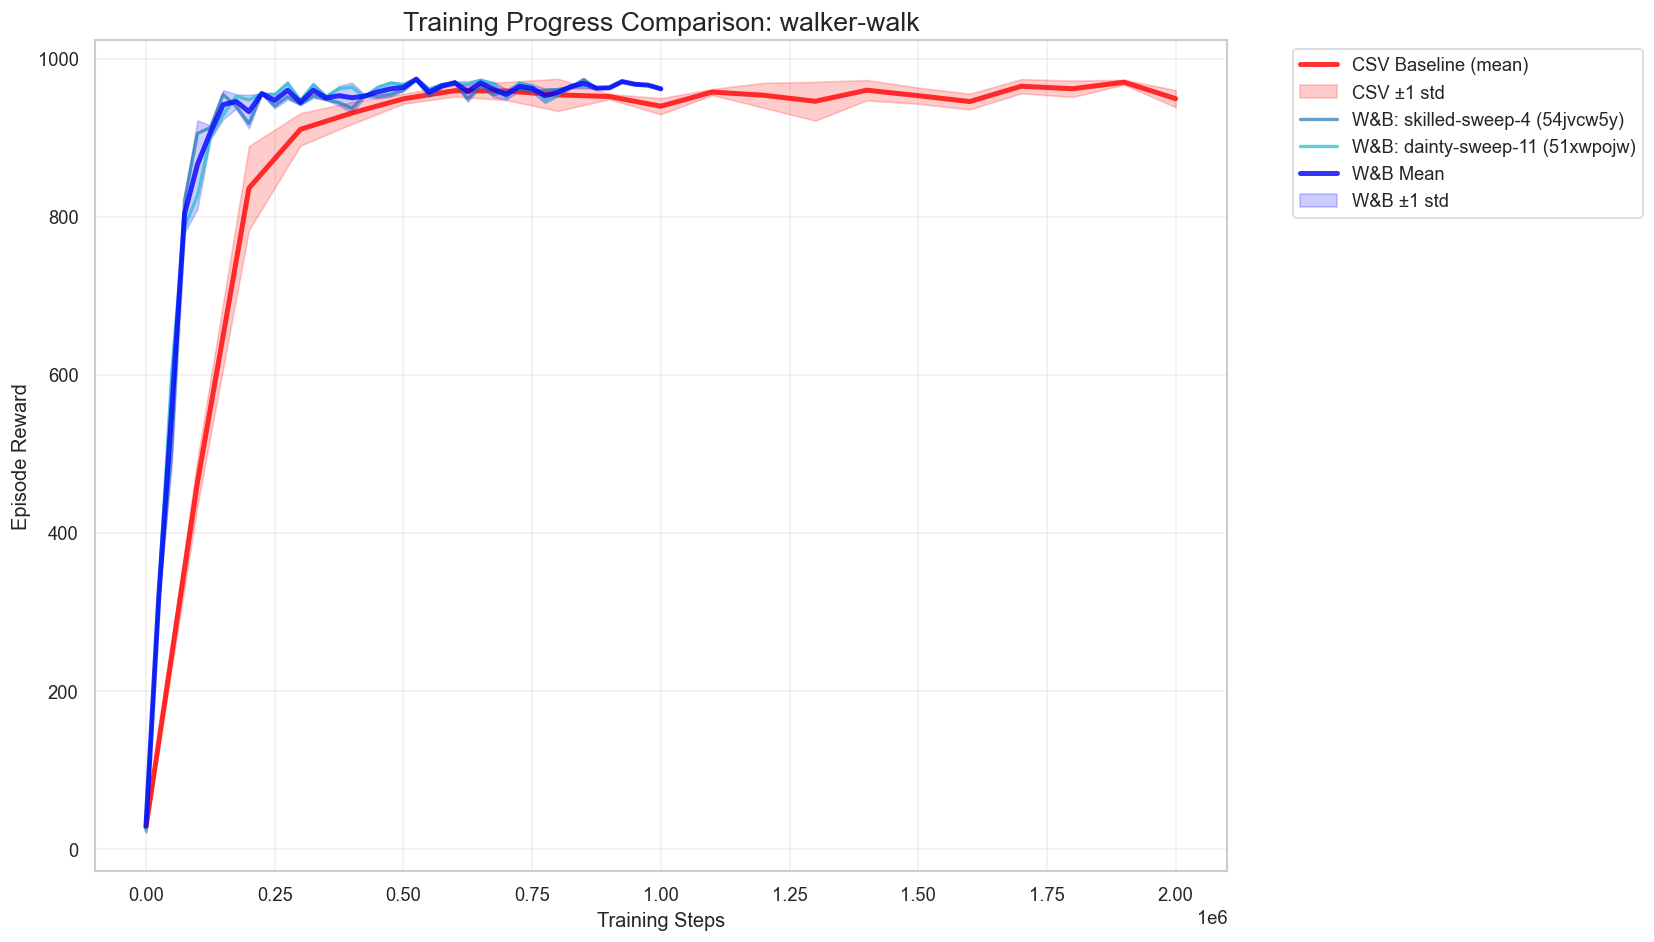 Training Progress Comparison: walker-walk
1000
800
600
400
200
0
Episode Reward
0.00 0.25 0.50 0.75 1.00 1.25 1.50 1.75 2.00
1e6
Training Steps
CSV Baseline (mean)
CSV ±1 std
W&B: skilled-sweep-4 (54jvcw5y)
W&B: dainty-sweep-11 (51xwpojw)
W&B Mean
W&B ±1 std